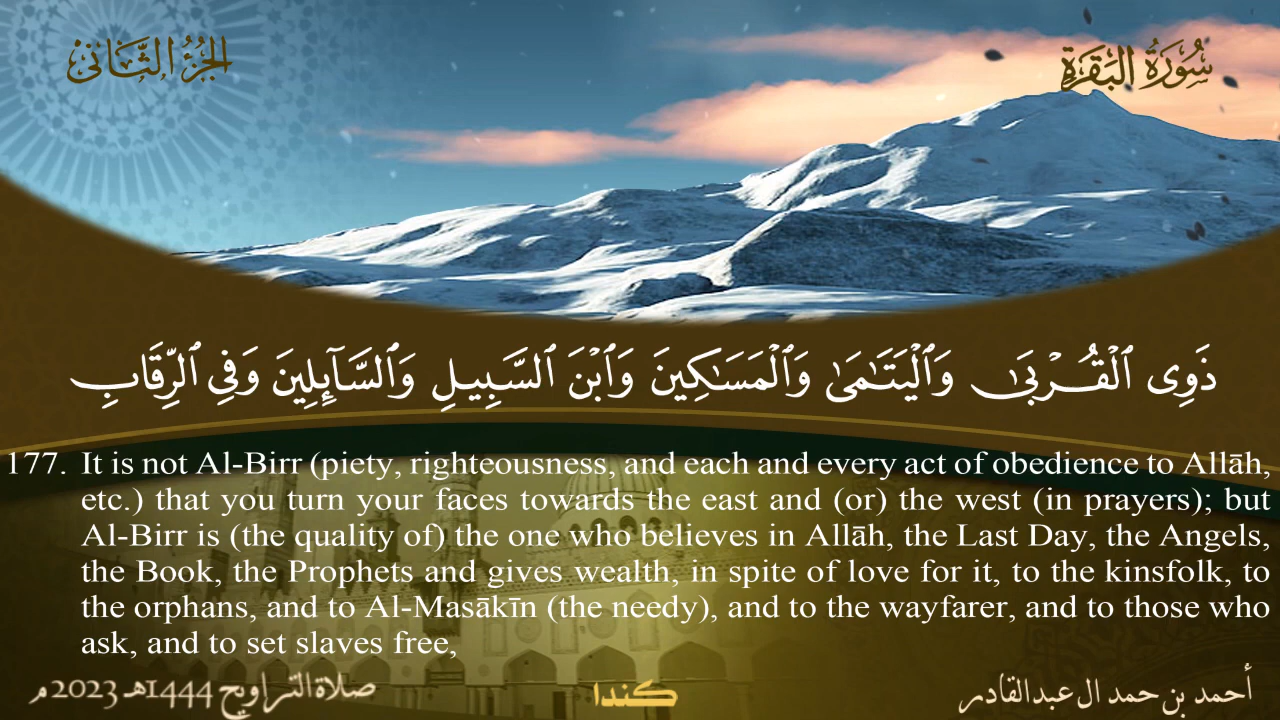 سُورَةُ البَقَرَةِ
الجُزْءُ الثَّانِي
ذَوِى ٱلْقُرْبَىٰ وَٱلْيَتَـٰمَىٰ وَٱلْمَسَـٰكِينَ وَٱبْنَ ٱلسَّبِيلِ وَٱلسَّآئِلِينَ وَفِى ٱلرِّقَابِ
177. It is not Al-Birr (piety, righteousness, and each and every act of obedience to Allāh,
etc.) that you turn your faces towards the east and (or) the west (in prayers); but
Al-Birr is (the quality of) the one who believes in Allāh, the Last Day, the Angels,
the Book, the Prophets and gives wealth, in spite of love for it, to the kinsfolk, to
the orphans, and to Al-Masākīn (the needy), and to the wayfarer, and to those who
ask, and to set slaves free,
أحمد بن حمد ال عبدالقادر
كندا
صلاة التراويح 1444هـ 2023 م